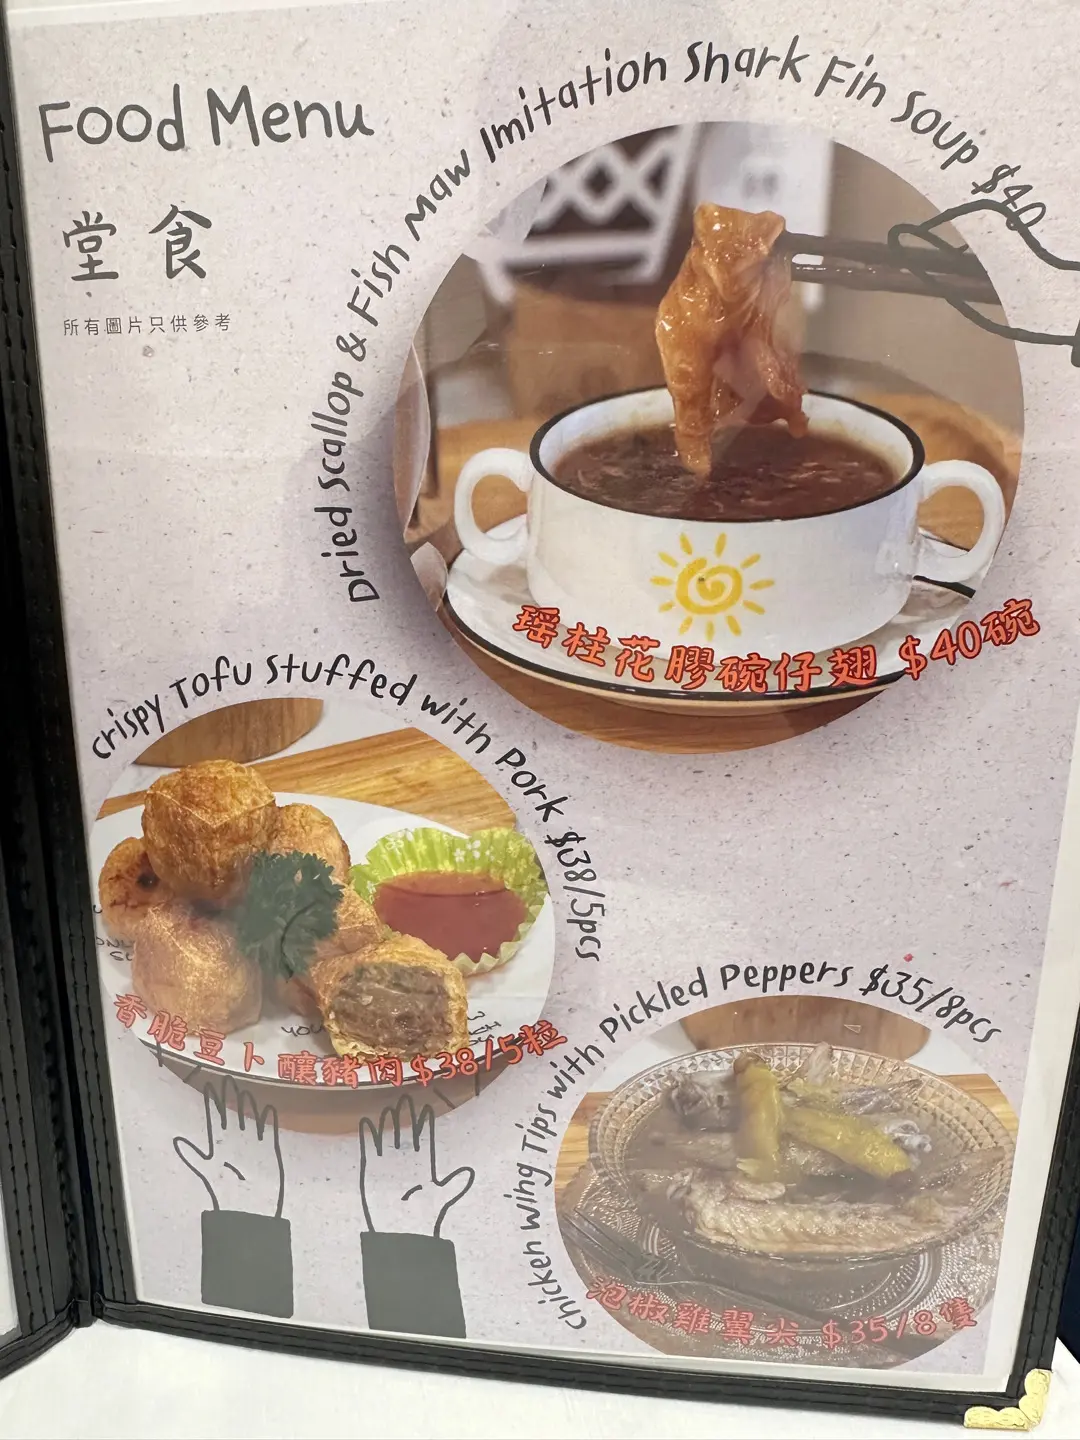 Food Menu
堂食
所有圖片只供參考
Dried Scallop & Fish Maw Imitation Shark Fin Soup $40
瑶柱花膠碗仔翅 $40碗
Crispy Tofu Stuffed with Pork $38/5pcs
香脆豆卜釀豬肉$38/5粒
Chicken Wing Tips with Pickled Peppers $35/8pcs
泡椒雞翼尖 $35/8隻